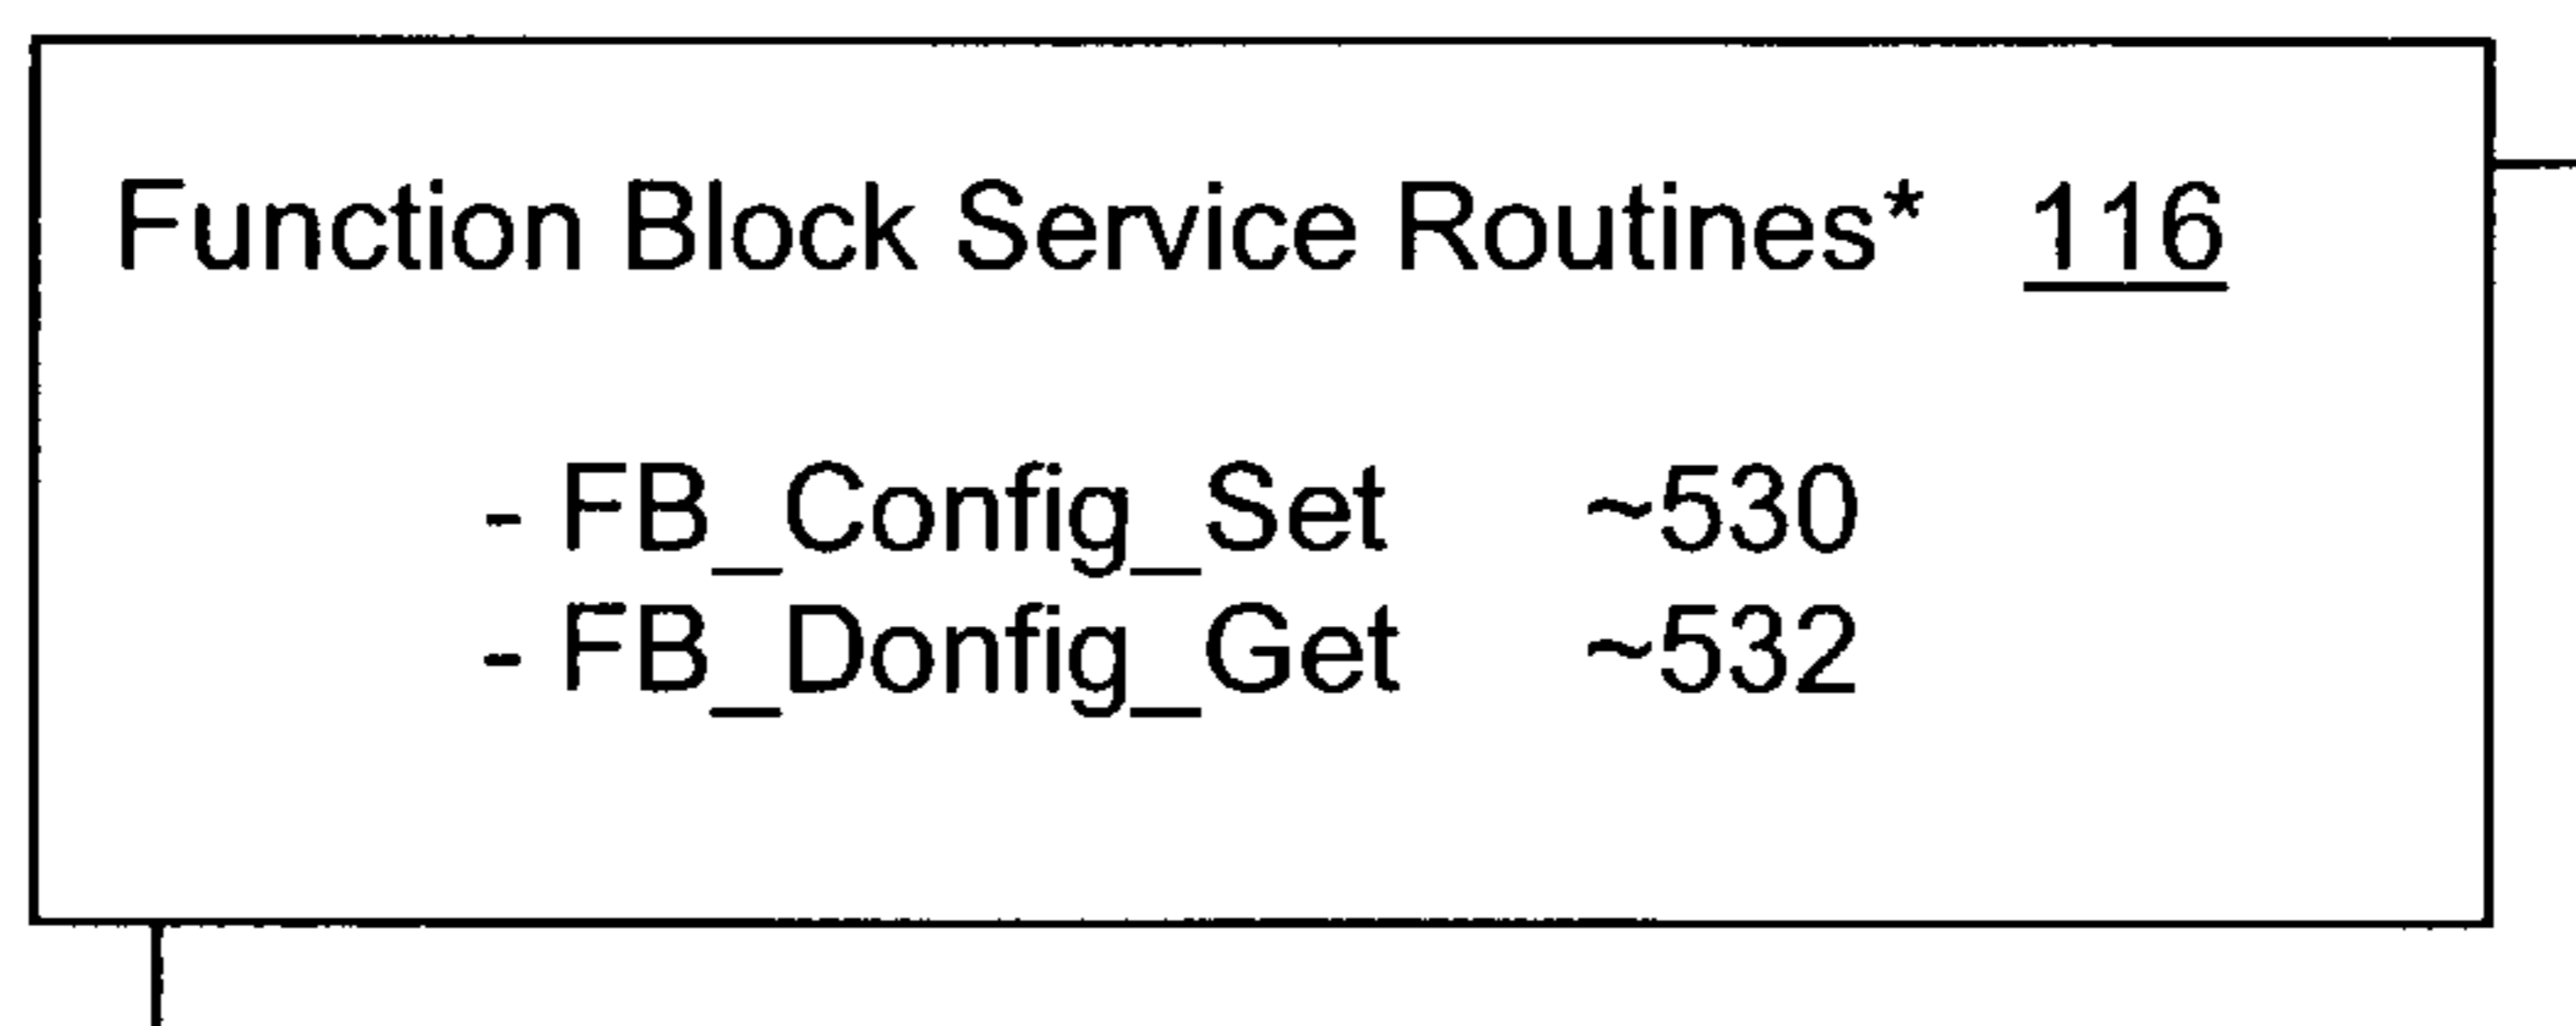 Function Block Service Routines* 116
- FB_Config_Set ~530
- FB_Donfig_Get ~532